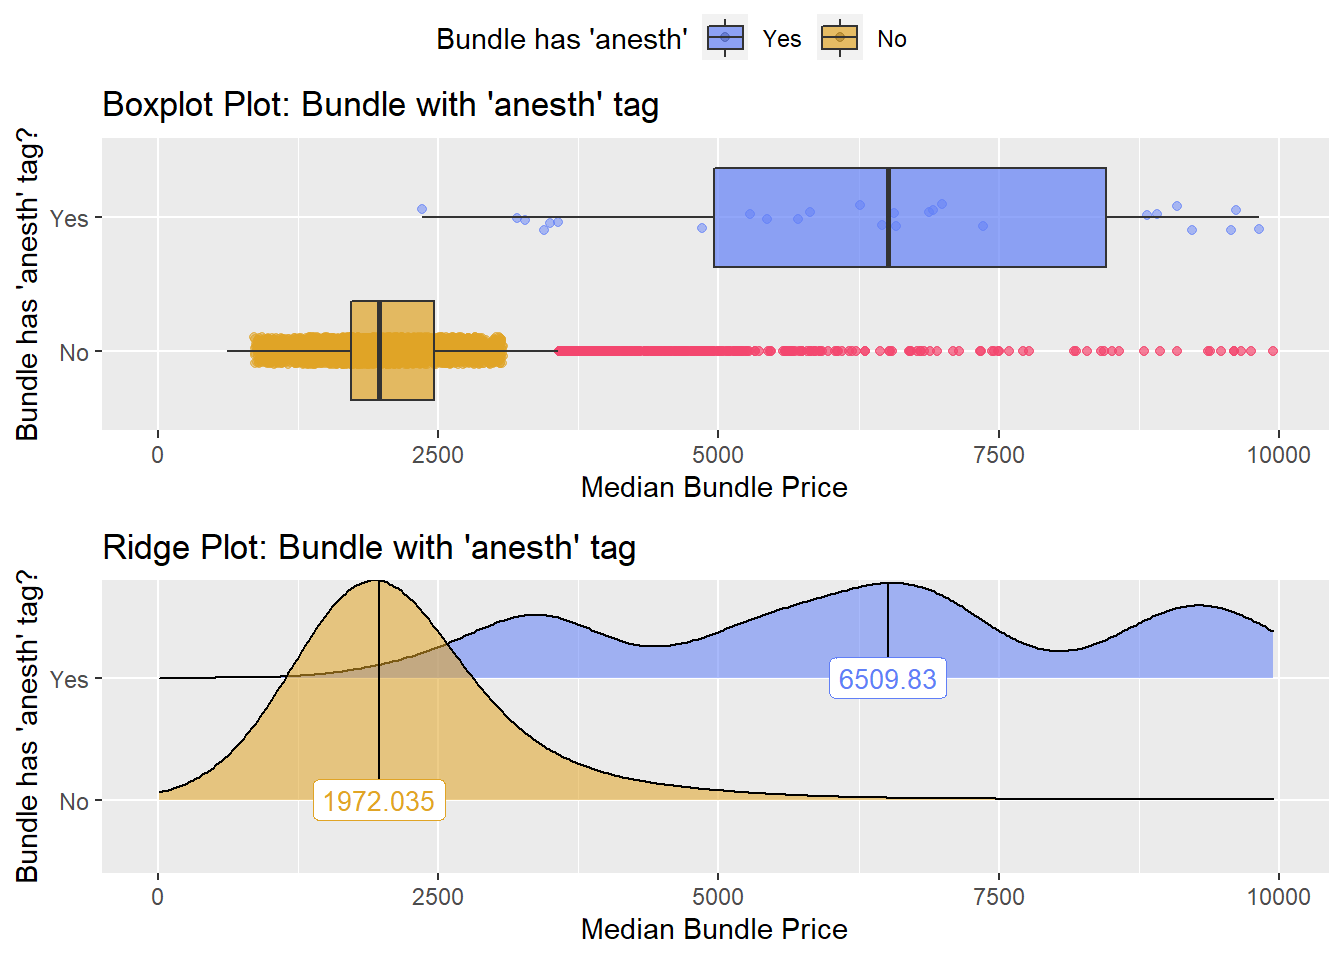 Bundle has 'anesth' Yes No
Boxplot Plot: Bundle with 'anesth' tag
Bundle has 'anesth' tag?
Yes
No
0 2500 5000 7500 10000
Median Bundle Price
Ridge Plot: Bundle with 'anesth' tag
Bundle has 'anesth' tag?
Yes
6509.83
No
1972.035
0 2500 5000 7500 10000
Median Bundle Price